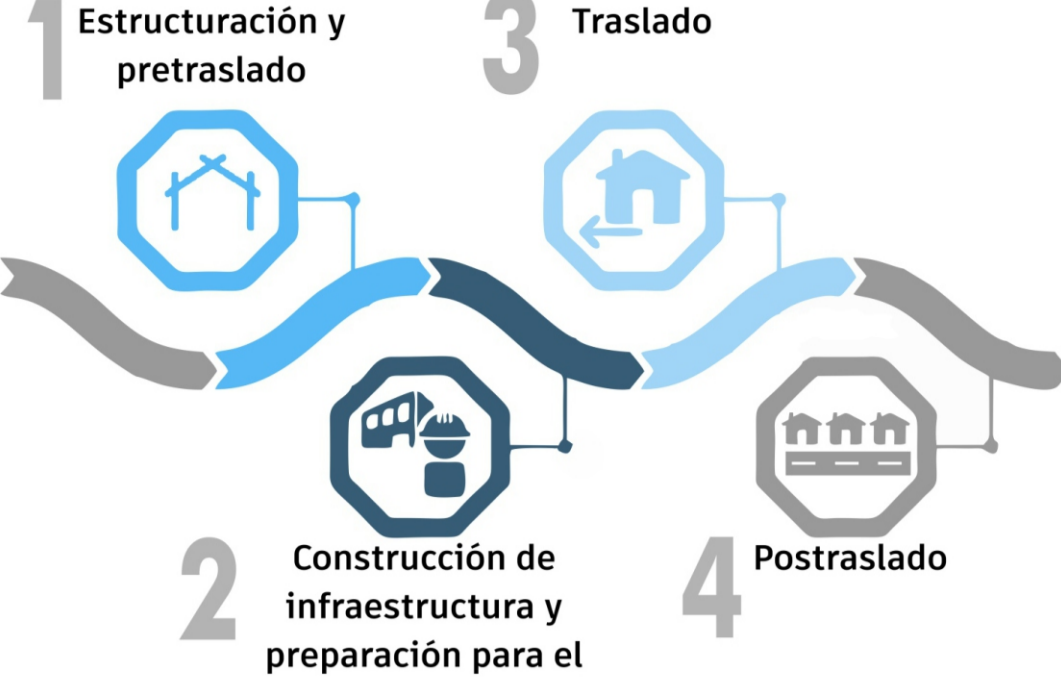 1
Estructuración y
pretraslado
2
Construcción de
infraestructura y
preparación para el
3
Traslado
4
Postraslado